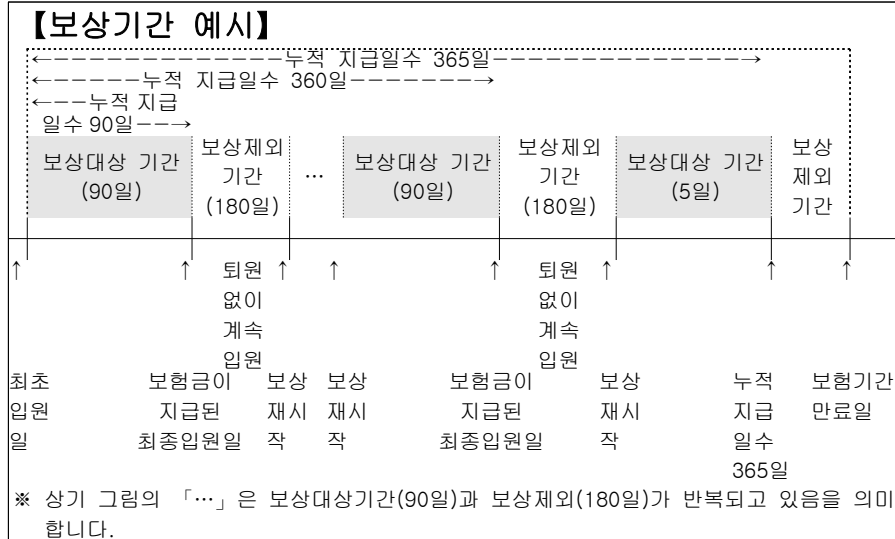 【보상기간 예시】
←−−−−−−−−−−−−−−누적 지급일수 365일−−−−−−−−−−−−−−−→
←−−−−−−누적 지급일수 360일−−−−−−−−→
←−−누적 지급
일수 90일−−→
보상대상 기간
(90일)
보상제외
기간
(180일)
…
보상대상 기간
(90일)
보상제외
기간
(180일)
보상대상 기간
(5일)
보상
제외
기간
↑ ↑ ↑ ↑ ↑ ↑ ↑ ↑
퇴원
없이
계속
입원
퇴원
없이
계속
입원
최초
입원
일
보험금이
지급된
최종입원일
보상
재시
작
보상
재시
작
보험금이
지급된
최종입원일
보상
재시
작
누적
지급
일수
365일
보험기간
만료일
※ 상기 그림의 「…」은 보상대상기간(90일)과 보상제외(180일)가 반복되고 있음을 의미
합니다.